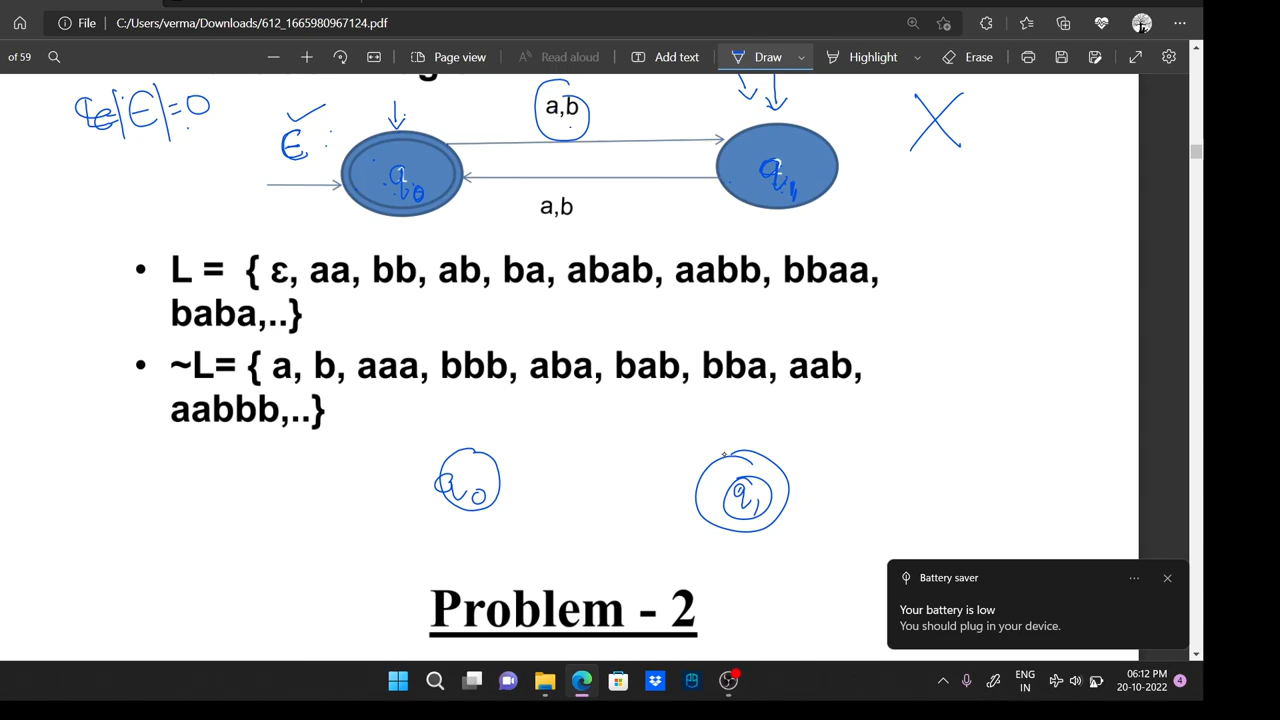 File C:/Users/verma/Downloads/612_1665980967124.pdf
of 59 Page view Read aloud Add text Draw Highlight Erase
|ϵ|=0
a,b
ϵ :
q0
q1
a,b
• L = { ε, aa, bb, ab, ba, abab, aabb, bbaa,
baba,..}
• ~L= { a, b, aaa, bbb, aba, bab, bba, aab,
aabbb,..}
q0
q1
Battery saver
Your battery is low
You should plug in your device.
Problem - 2
ENG
IN
06:12 PM
20-10-2022
4